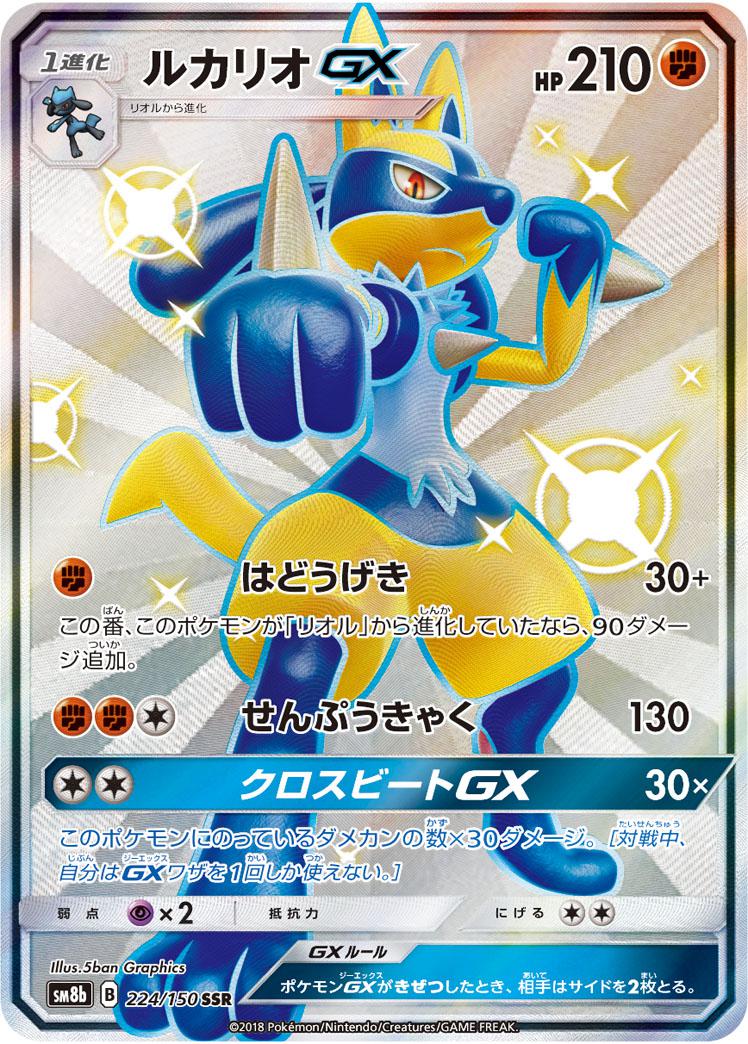 1進化
ルカリオGX
HP 210
リオルから進化
はどうげき 30+
この番、このポケモンが「リオル」から進化していたなら、90ダメー
ジ追加。
せんぷうきゃく 130
クロスビートGX 30×
このポケモンにのっているダメカンの数×30ダメージ。[対戦中、
自分はGXワザを1回しか使えない。]
弱点 ×2 抵抗力 にげる
GXルール
ポケモンGXがきぜつしたとき、相手はサイドを2枚とる。
Illus.5ban Graphics
SM8b B 224/150 SSR
©2018 Pokémon/Nintendo/Creatures/GAME FREAK.